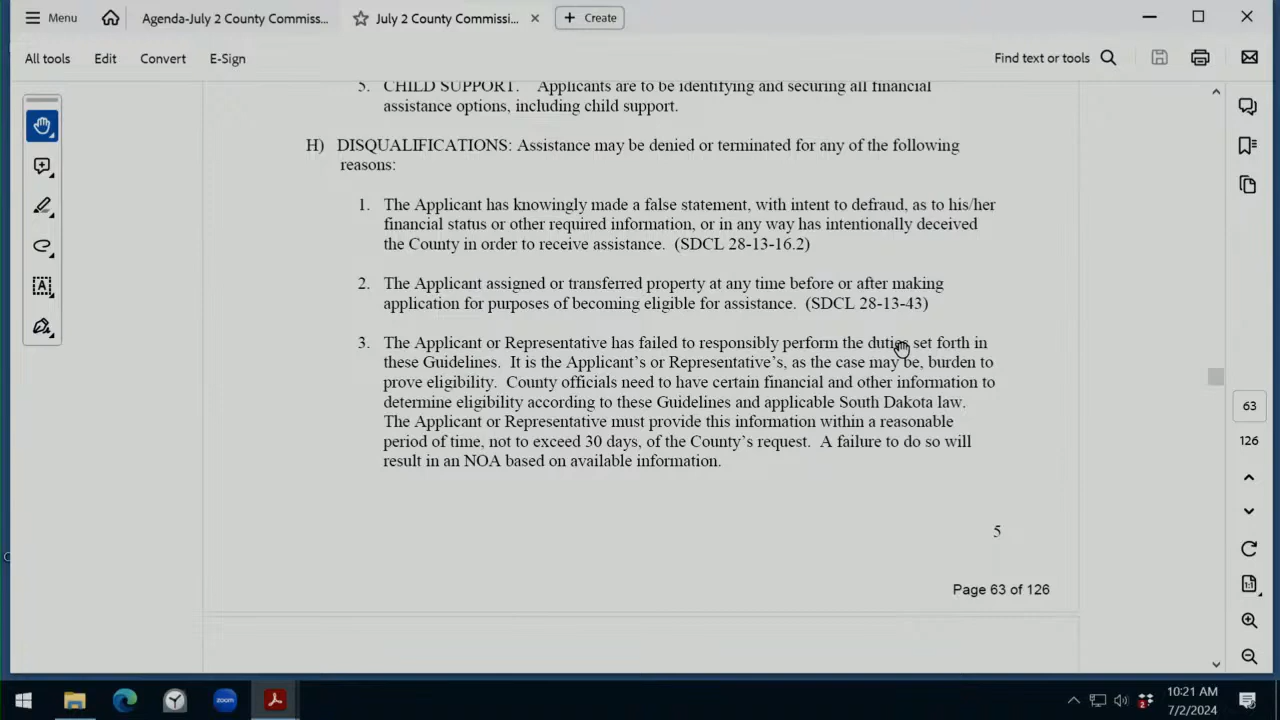 Menu
Agenda-July 2 County Commiss...
July 2 County Commissi...
Create
All tools
Edit
Convert
E-Sign
Find text or tools
5. CHILD SUPPORT. Applicants are to be identifying and securing all financial
assistance options, including child support.
H) DISQUALIFICATIONS: Assistance may be denied or terminated for any of the following
reasons:
1. The Applicant has knowingly made a false statement, with intent to defraud, as to his/her
financial status or other required information, or in any way has intentionally deceived
the County in order to receive assistance. (SDCL 28-13-16.2)
2. The Applicant assigned or transferred property at any time before or after making
application for purposes of becoming eligible for assistance. (SDCL 28-13-43)
3. The Applicant or Representative has failed to responsibly perform the duties set forth in
these Guidelines. It is the Applicant's or Representative's, as the case may be, burden to
prove eligibility. County officials need to have certain financial and other information to
determine eligibility according to these Guidelines and applicable South Dakota law.
The Applicant or Representative must provide this information within a reasonable
period of time, not to exceed 30 days, of the County's request. A failure to do so will
result in an NOA based on available information.
5
Page 63 of 126
63
126
1:1
zoom
2
10:21 AM
7/2/2024